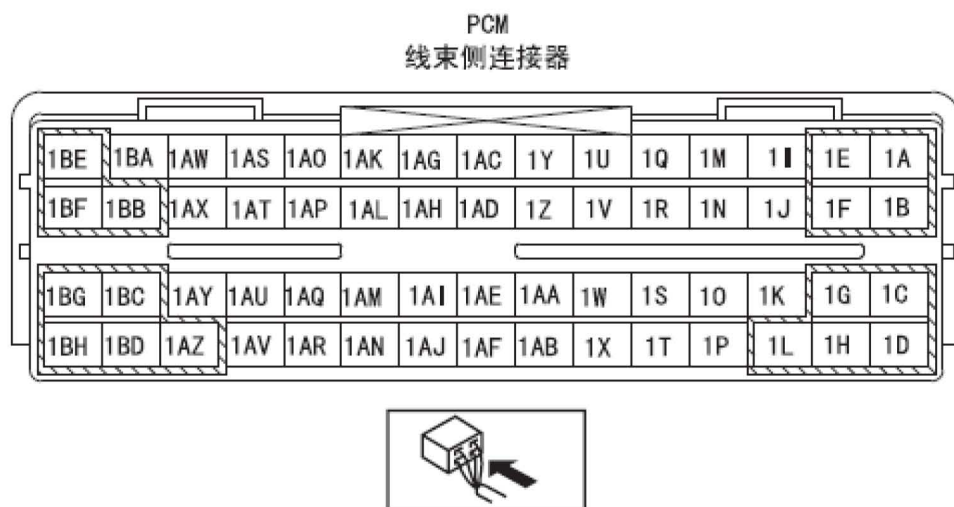 PCM
线束侧连接器
1BE 1BA 1AW 1AS 1AO 1AK 1AG 1AC 1Y 1U 1Q 1M 1I 1E 1A
1BF 1BB 1AX 1AT 1AP 1AL 1AH 1AD 1Z 1V 1R 1N 1J 1F 1B
1BG 1BC 1AY 1AU 1AQ 1AM 1AI 1AE 1AA 1W 1S 1O 1K 1G 1C
1BH 1BD 1AZ 1AV 1AR 1AN 1AJ 1AF 1AB 1X 1T 1P 1L 1H 1D